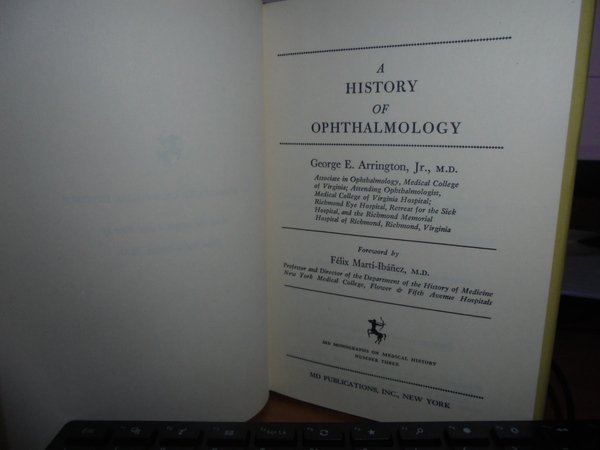 A
HISTORY
OF
OPHTHALMOLOGY
George E. Arrington, Jr., M.D.
Associate in Ophthalmology, Medical College
of Virginia; Attending Ophthalmologist,
Medical College of Virginia Hospital;
Richmond Eye Hospital, Retreat for the Sick
Hospital, and the Richmond Memorial
Hospital of Richmond, Richmond, Virginia
Foreword by
Félix Martí-Ibáñez, M.D.
Professor and Director of the Department of the History of Medicine
New York Medical College, Flower & Fifth Avenue Hospitals
MD MONOGRAPHS ON MEDICAL HISTORY
NUMBER THREE
MD PUBLICATIONS, INC., NEW YORK